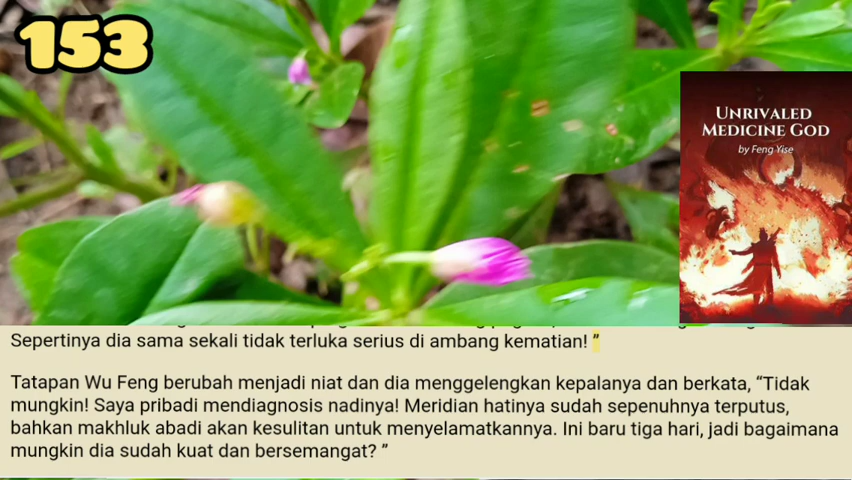 153
UNRIVALED
MEDICINE GOD
by Feng Yise
Sepertinya dia sama sekali tidak terluka serius di ambang kematian! ”
Tatapan Wu Feng berubah menjadi niat dan dia menggelengkan kepalanya dan berkata, “Tidak
mungkin! Saya pribadi mendiagnosis nadinya! Meridian hatinya sudah sepenuhnya terputus,
bahkan makhluk abadi akan kesulitan untuk menyelamatkannya. Ini baru tiga hari, jadi bagaimana
mungkin dia sudah kuat dan bersemangat? ”